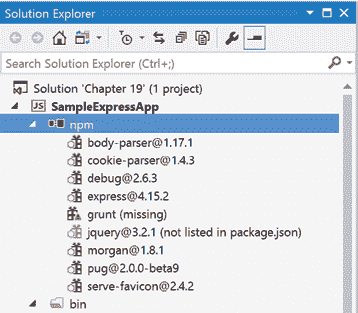 Solution Explorer
Search Solution Explorer (Ctrl+;)
Solution 'Chapter 19' (1 project)
JS SampleExpressApp
npm
body-parser@1.17.1
cookie-parser@1.4.3
debug@2.6.3
express@4.15.2
grunt (missing)
jquery@3.2.1 (not listed in package.json)
morgan@1.8.1
pug@2.0.0-beta9
serve-favicon@2.4.2
bin